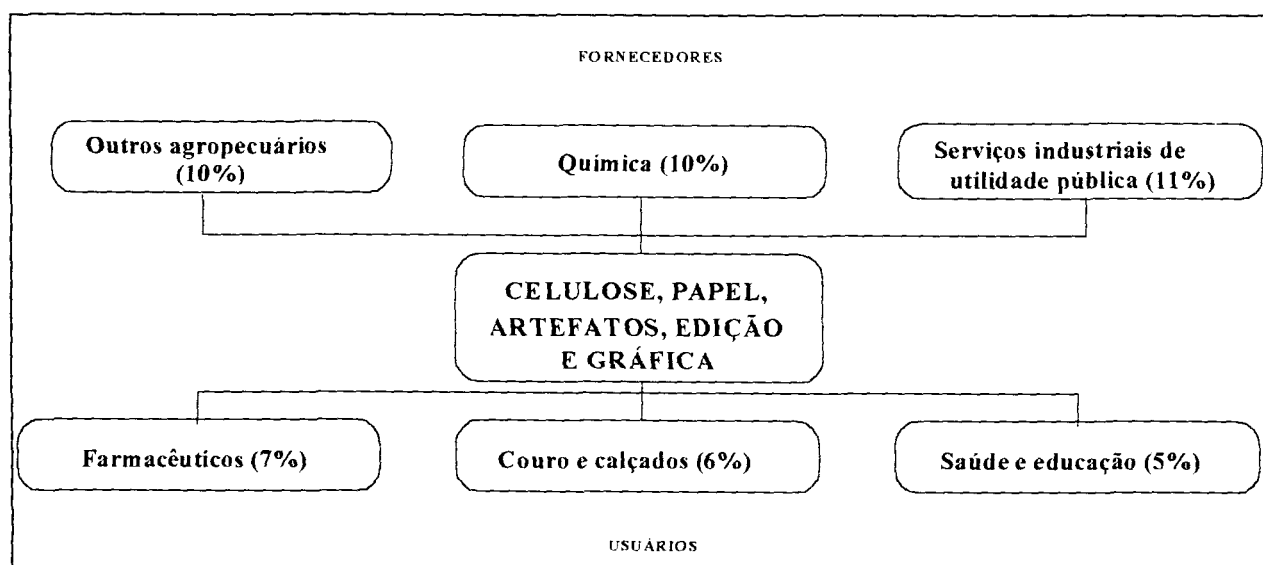 FORNECEDORES
Outros agropecuários
(10%)
Química (10%)
Serviços industriais de
utilidade pública (11%)
CELULOSE, PAPEL,
ARTEFATOS, EDIÇÃO
E GRÁFICA
Farmacêuticos (7%)
Couro e calçados (6%)
Saúde e educação (5%)
USUÁRIOS